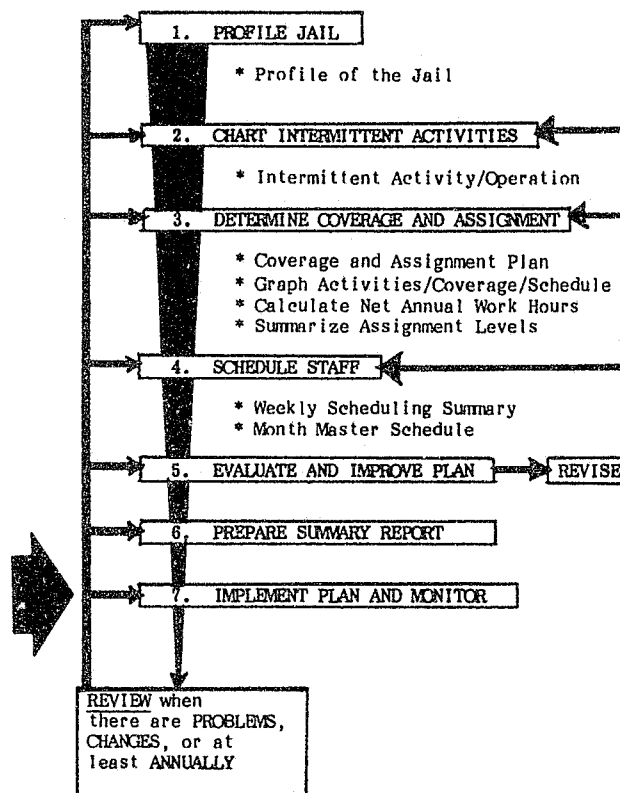 1. PROFILE JAIL
* Profile of the Jail
2. CHART INTERMITTENT ACTIVITIES
* Intermittent Activity/Operation
3. DETERMINE COVERAGE AND ASSIGNMENT
* Coverage and Assignment Plan
* Graph Activities/Coverage/Schedule
* Calculate Net Annual Work Hours
* Summarize Assignment Levels
4. SCHEDULE STAFF
* Weekly Scheduling Summary
* Month Master Schedule
5. EVALUATE AND IMPROVE PLAN
REVISE
6. PREPARE SUMMARY REPORT
7. IMPLEMENT PLAN AND MONITOR
REVIEW when
there are PROBLEMS,
CHANGES, or at
least ANNUALLY